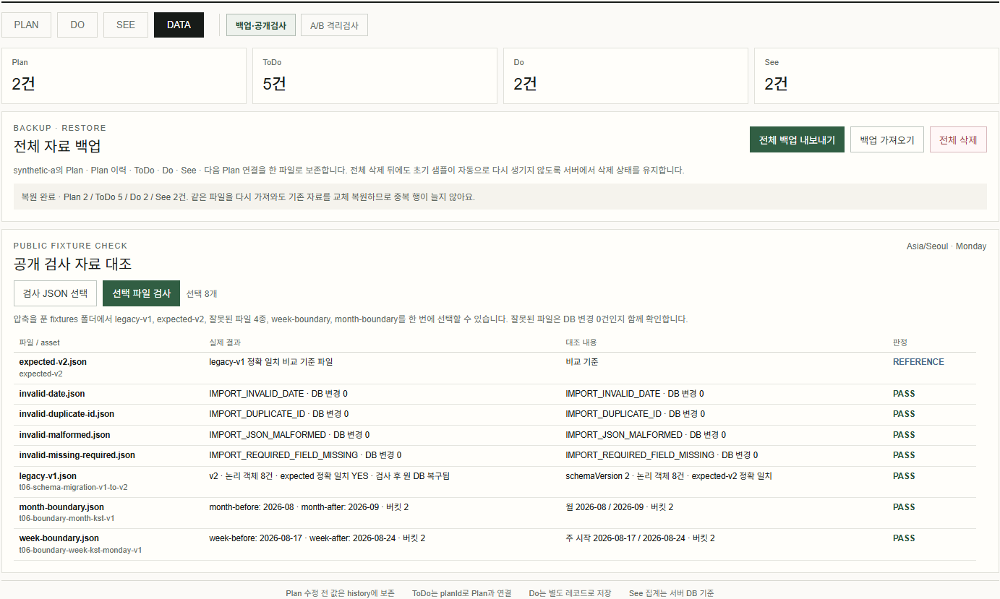 PLAN DO SEE DATA 백업·공개검사 A/B 격리검사
Plan ToDo Do See
2건 5건 2건 2건
BACKUP · RESTORE
전체 자료 백업
전체 백업 내보내기 백업 가져오기 전체 삭제
synthetic-a의 Plan · Plan 이력 · ToDo · Do · See · 다음 Plan 연결을 한 파일로 보존합니다. 전체 삭제 뒤에도 초기 샘플이 자동으로 다시 생기지 않도록 서버에서 삭제 상태를 유지합니다.
복원 완료 · Plan 2 / ToDo 5 / Do 2 / See 2건. 같은 파일을 다시 가져와도 기존 자료를 교체 복원하므로 중복 행이 늘지 않아요.
PUBLIC FIXTURE CHECK
Asia/Seoul · Monday
공개 검사 자료 대조
검사 JSON 선택 선택 파일 검사 선택 8개
압축을 푼 fixtures 폴더에서 legacy-v1, expected-v2, 잘못된 파일 4종, week-boundary, month-boundary를 한 번에 선택할 수 있습니다. 잘못된 파일은 DB 변경 0건인지 함께 확인합니다.
파일 / asset 실제 결과 대조 내용 판정
expected-v2.json legacy-v1 정확 일치 비교 기준 파일 비교 기준 REFERENCE
expected-v2
invalid-date.json IMPORT_INVALID_DATE · DB 변경 0 IMPORT_INVALID_DATE · DB 변경 0 PASS
invalid-duplicate-id.json IMPORT_DUPLICATE_ID · DB 변경 0 IMPORT_DUPLICATE_ID · DB 변경 0 PASS
invalid-malformed.json IMPORT_JSON_MALFORMED · DB 변경 0 IMPORT_JSON_MALFORMED · DB 변경 0 PASS
invalid-missing-required.json IMPORT_REQUIRED_FIELD_MISSING · DB 변경 0 IMPORT_REQUIRED_FIELD_MISSING · DB 변경 0 PASS
legacy-v1.json v2 · 논리 객체 8건 · expected 정확 일치 YES · 검사 후 원 DB 복구됨 schemaVersion 2 · 논리 객체 8건 · expected-v2 정확 일치 PASS
t06-schema-migration-v1-to-v2
month-boundary.json month-before: 2026-08 · month-after: 2026-09 · 버킷 2 월 2026-08 / 2026-09 · 버킷 2 PASS
t06-boundary-month-kst-v1
week-boundary.json week-before: 2026-08-17 · week-after: 2026-08-24 · 버킷 2 주 시작 2026-08-17 / 2026-08-24 · 버킷 2 PASS
t06-boundary-week-kst-monday-v1
Plan 수정 전 값은 history에 보존 ToDo는 planId로 Plan과 연결 Do는 별도 레코드로 저장 See 집계는 서버 DB 기준